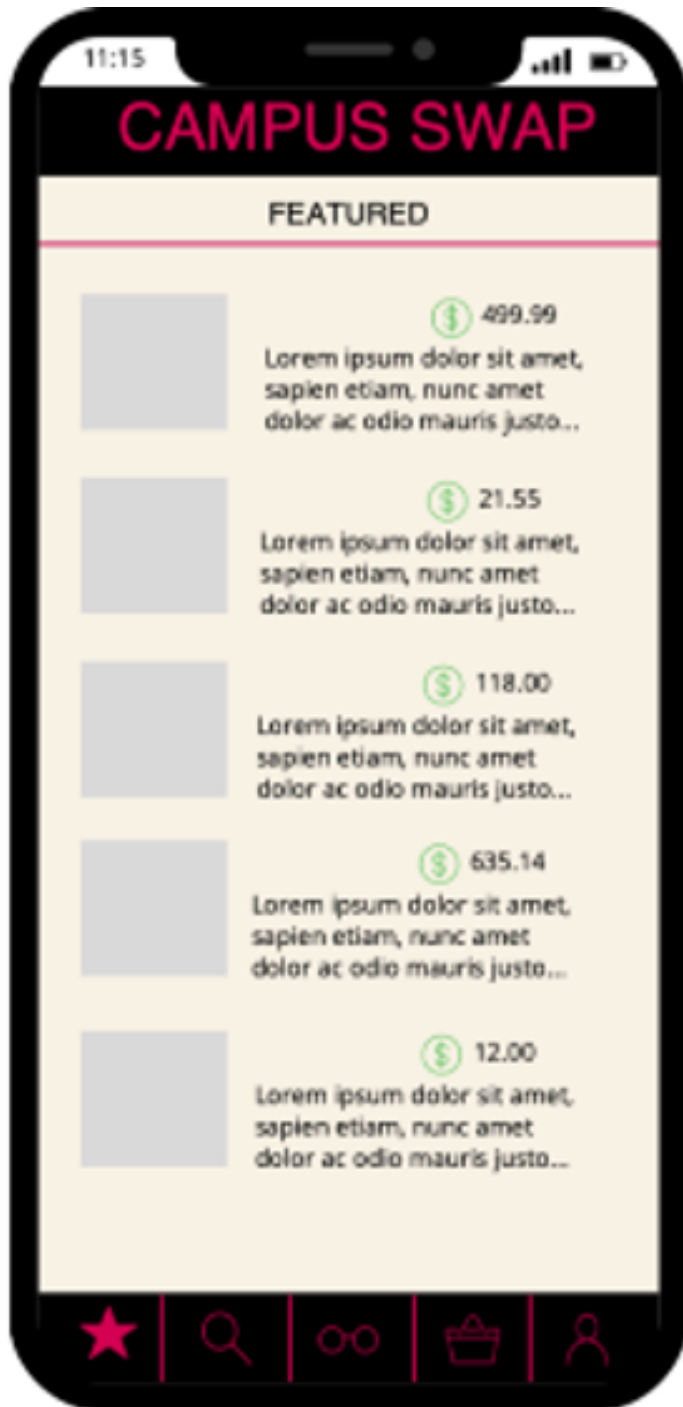 11:15
CAMPUS SWAP
FEATURED
$ 499.99
Lorem ipsum dolor sit amet,
sapien etiam, nunc amet
dolor ac odio mauris justo...
$ 21.55
Lorem ipsum dolor sit amet,
sapien etiam, nunc amet
dolor ac odio mauris justo...
$ 118.00
Lorem ipsum dolor sit amet,
sapien etiam, nunc amet
dolor ac odio mauris justo...
$ 635.14
Lorem ipsum dolor sit amet,
sapien etiam, nunc amet
dolor ac odio mauris justo...
$ 12.00
Lorem ipsum dolor sit amet,
sapien etiam, nunc amet
dolor ac odio mauris justo...